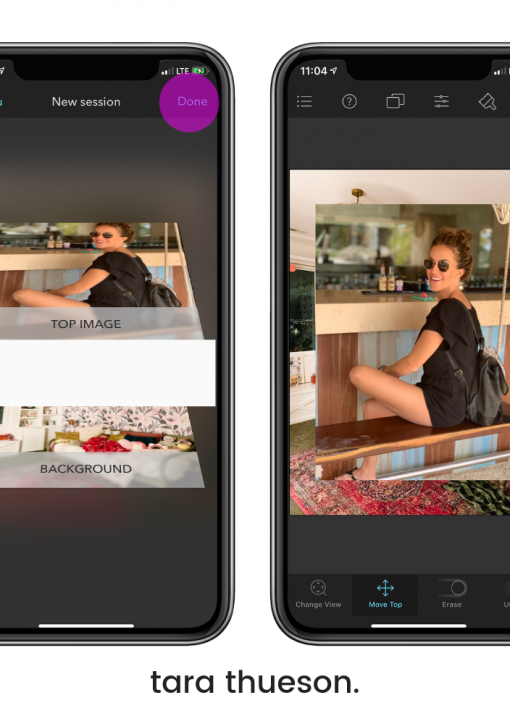 LTE
New session
Done
TOP IMAGE
BACKGROUND
11:04
Change View
Move Top
Erase
tara thueson.